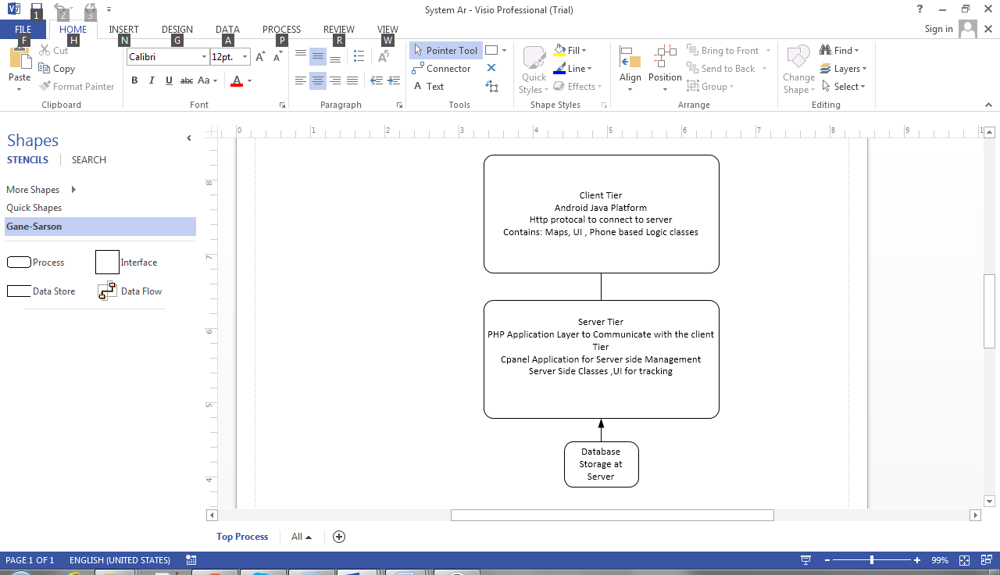 System Ar - Visio Professional (Trial)
1 2 3
FILE HOME INSERT DESIGN DATA PROCESS REVIEW VIEW
Sign in
F H N G A P R W
Paste
Cut
Copy
Format Painter
Clipboard
Calibri 12pt.
B I U abc Aa A
Font
Paragraph
Pointer Tool
Connector
A Text
Tools
Quick
Styles
Fill
Line
Effects
Shape Styles
Align
Position
Bring to Front
Send to Back
Group
Arrange
Change
Shape
Find
Layers
Select
Editing
Shapes
STENCILS SEARCH
More Shapes
Quick Shapes
Gane-Sarson
Process Interface
Data Store Data Flow
0 1 2 3 4 5 6 7 8 9 1
8
7
6
5
4
Client Tier
Android Java Platform
Http protocal to connect to server
Contains: Maps, UI , Phone based Logic classes
Server Tier
PHP Application Layer to Communicate with the client
Tier
Cpanel Application for Server side Management
Server Side Classes ,UI for tracking
Database
Storage at
Server
Top Process All
PAGE 1 OF 1 ENGLISH (UNITED STATES) 99%